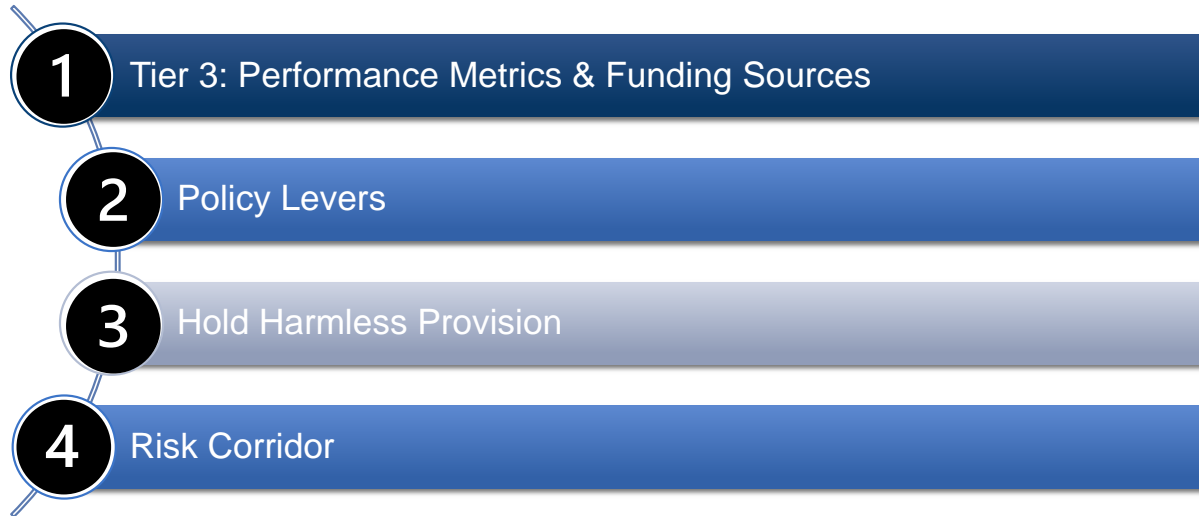 1 Tier 3: Performance Metrics & Funding Sources
2 Policy Levers
3 Hold Harmless Provision
4 Risk Corridor